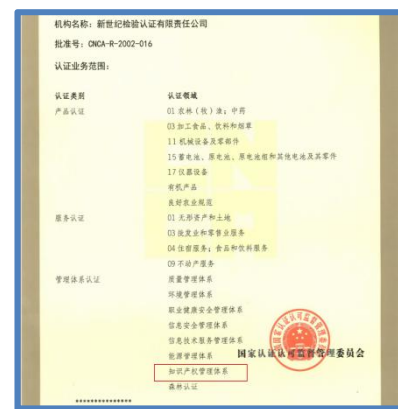 机构名称：新世纪检验认证有限责任公司
批准号：CNCA-R-2002-016
认证业务范围：
认证类别 认证领域
产品认证 01 农林（牧）渔；中药
03 加工食品、饮料和烟草
11 机械设备及零部件
15 蓄电池、原电池、原电池组和其他电池及其零件
17 仪器设备
有机产品
良好农业规范
服务认证 01 无形资产和土地
03 批发业和零售业服务
04 住宿服务；食品和饮料服务
09 不动产服务
管理体系认证 质量管理体系
环境管理体系
职业健康安全管理体系
信息安全管理体系
信息技术服务管理体系
能源管理体系
国家认证认可监督管理委员会
知识产权管理体系
森林认证
***************